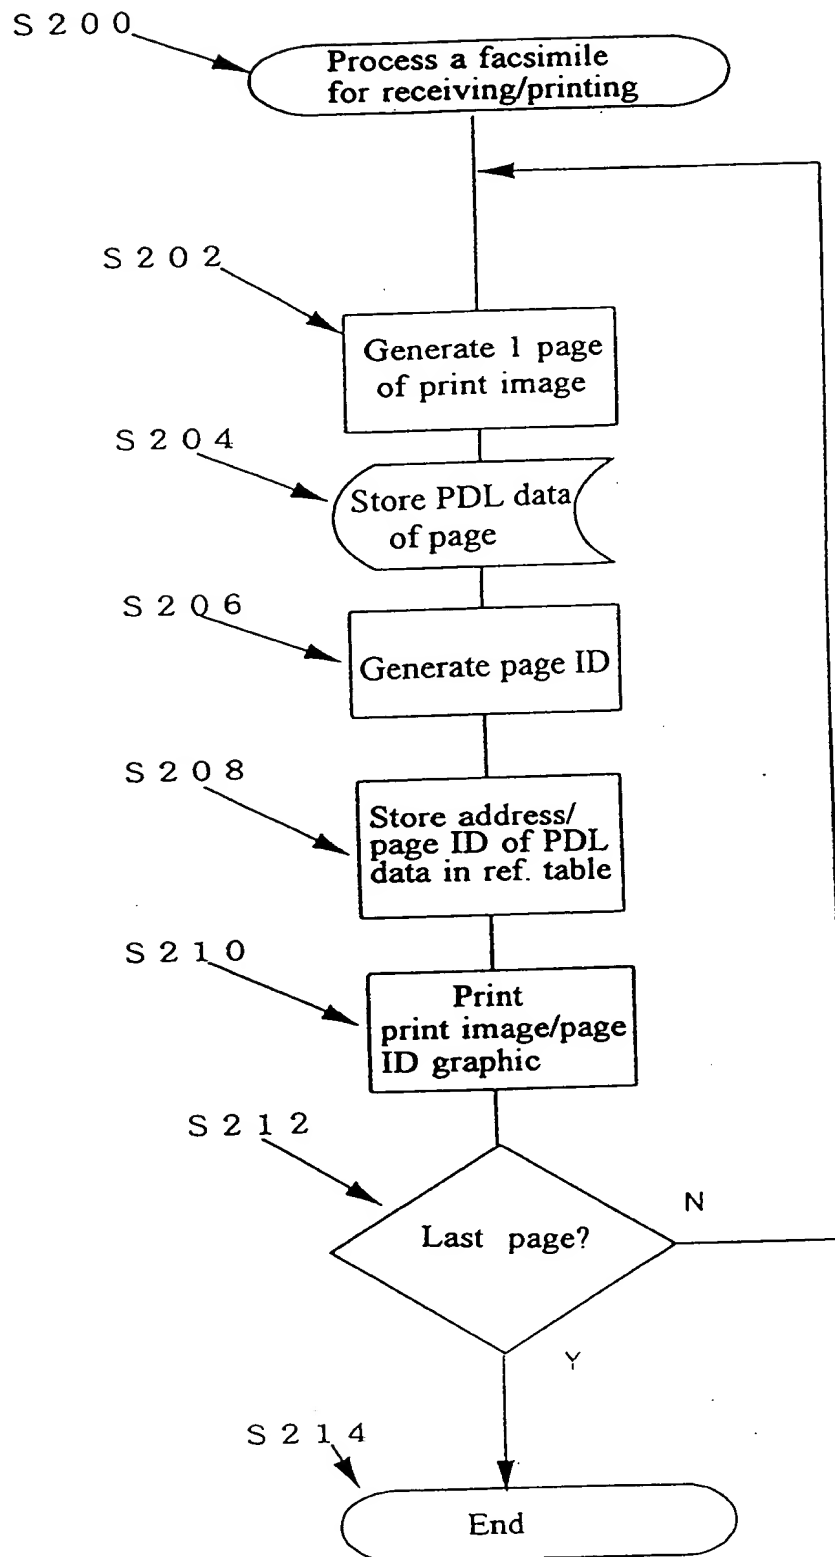 S200
Process a facsimile
for receiving/printing
S202
Generate 1 page
of print image
S204
Store PDL data
of page
S206
Generate page ID
S208
Store address/
page ID of PDL
data in ref. table
S210
Print
print image/page
ID graphic
S212
Last page?
N
Y
S214
End